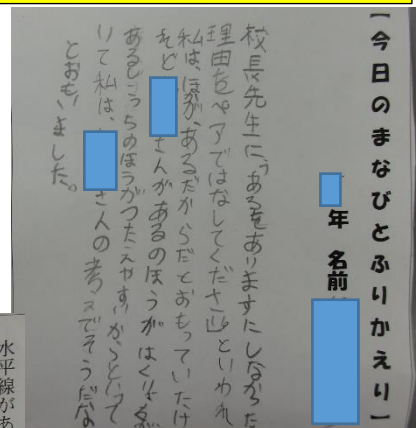 【今日のまなびとふりかえり】
年 名前
校長先生に、「あるをありますにしなかった
理由をペアではなしてください」といわれ
私は、ほかが、あるだからだとおもっていたけ
れど さんがあるのほうがはくりょくが
あるしこっちのほうがつたえやすいからといって
いて私は、 さんの考えでそうだな
とおもいました。
水平線があ